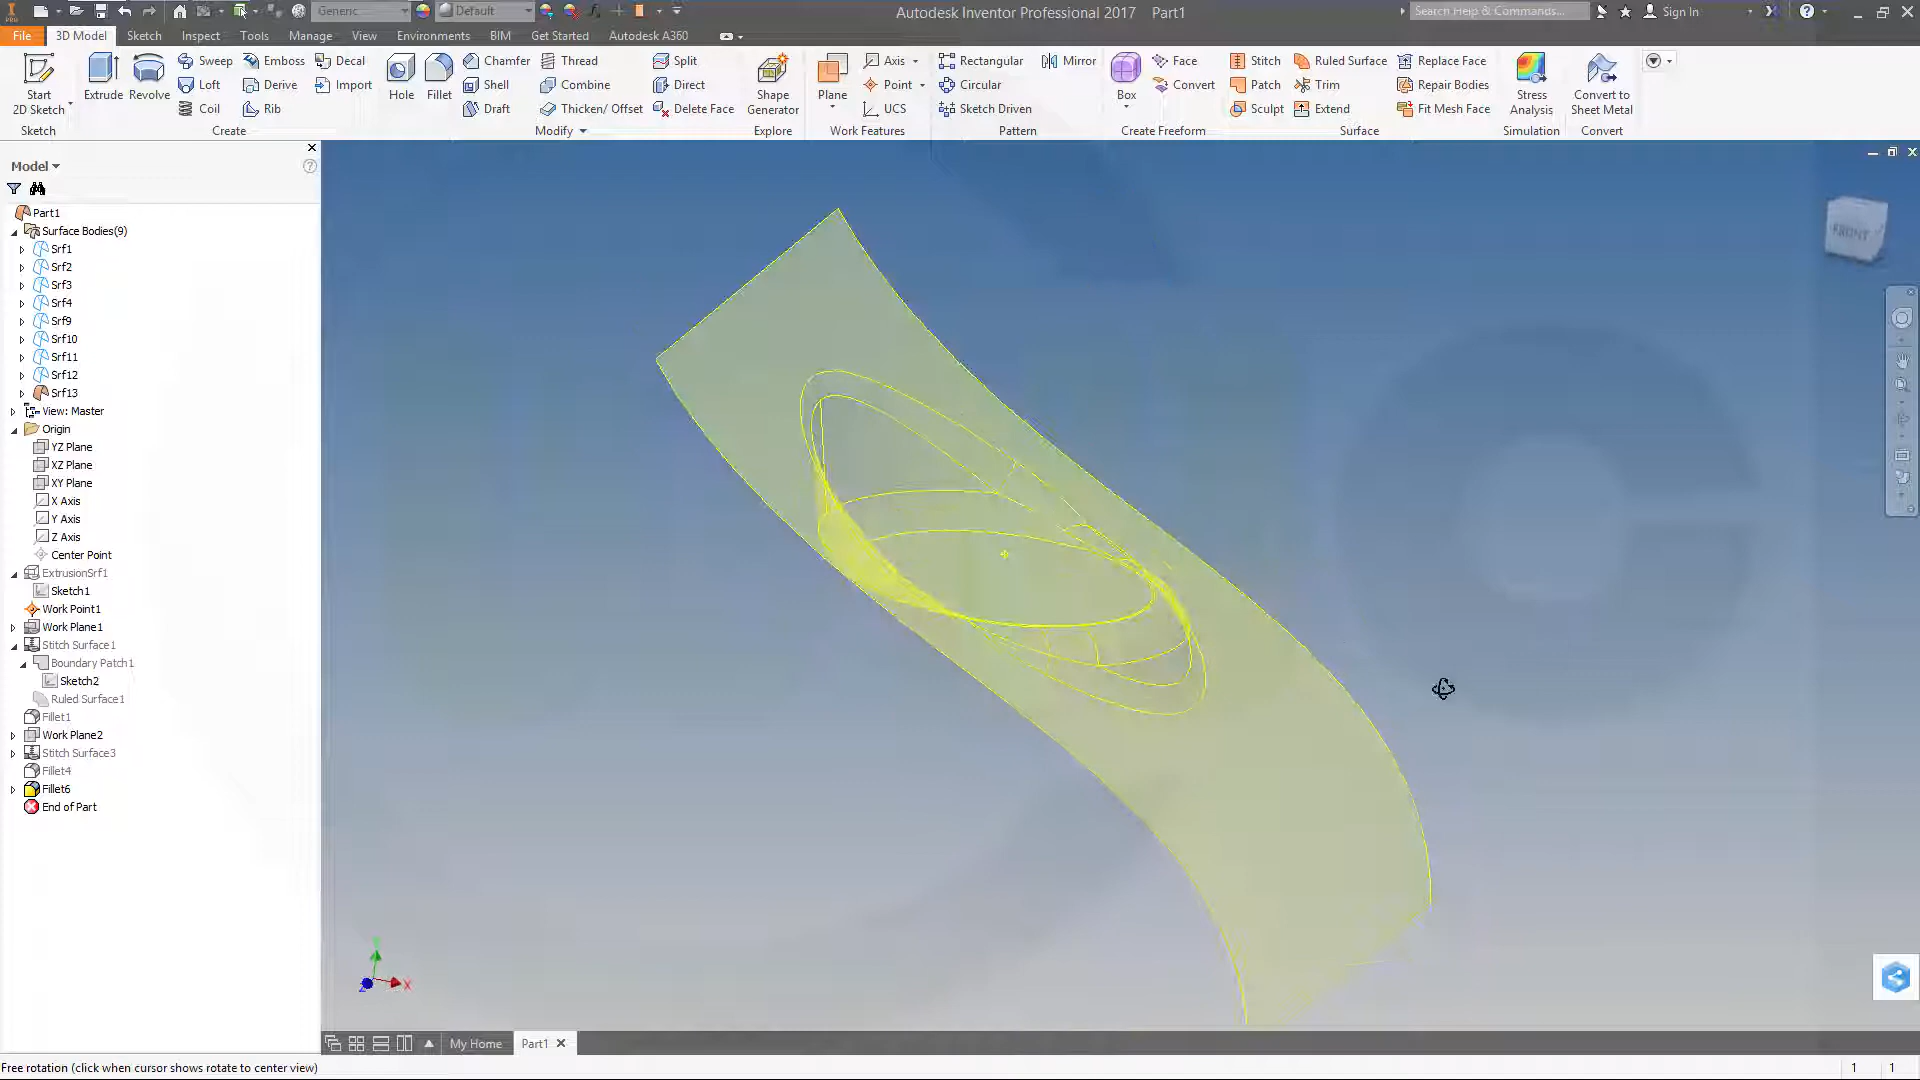 Generic
Default
Autodesk Inventor Professional 2017 Part1
Search Help & Commands...
Sign In
PRO
File 3D Model Sketch Inspect Tools Manage View Environments BIM Get Started Autodesk A360
Start 2D Sketch
Sketch
Extrude
Revolve
Sweep Emboss Decal
Loft Derive Import
Coil Rib
Create
Hole
Fillet
Chamfer Thread Split
Shell Combine Direct
Draft Thicken/ Offset Delete Face
Modify
Shape Generator
Explore
Plane
Axis
Point
UCS
Work Features
Rectangular Mirror
Circular
Sketch Driven
Pattern
Box
Face
Convert
Create Freeform
Stitch Ruled Surface Replace Face
Patch Trim Repair Bodies
Sculpt Extend Fit Mesh Face
Surface
Stress Analysis
Simulation
Convert to Sheet Metal
Convert
Model
Part1
Surface Bodies(9)
Srf1
Srf2
Srf3
Srf4
Srf9
Srf10
Srf11
Srf12
Srf13
View: Master
Origin
YZ Plane
XZ Plane
XY Plane
X Axis
Y Axis
Z Axis
Center Point
ExtrusionSrf1
Sketch1
Work Point1
Work Plane1
Stitch Surface1
Boundary Patch1
Sketch2
Ruled Surface1
Fillet1
Work Plane2
Stitch Surface3
Fillet4
Fillet6
End of Part
FRONT
Y
Z
X
My Home Part1
Free rotation (click when cursor shows rotate to center view)
1 1